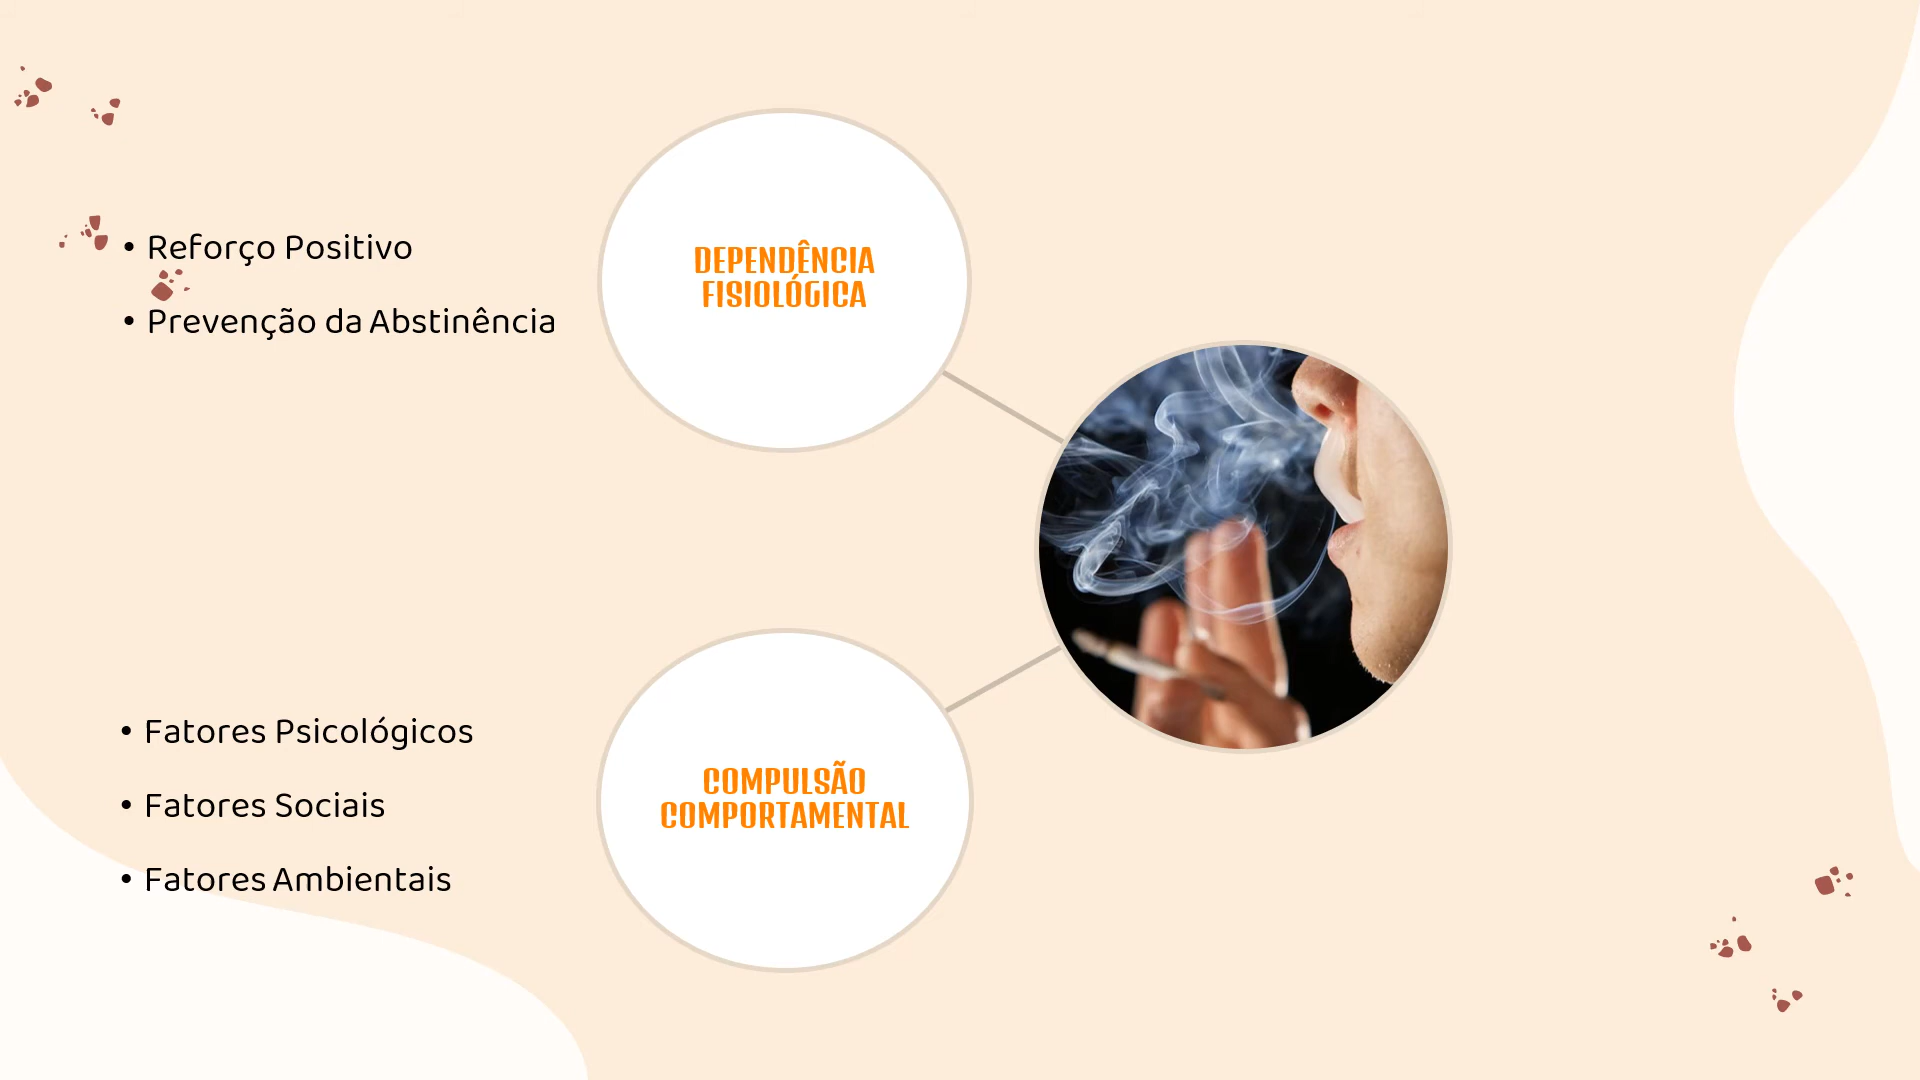 • Reforço Positivo
• Prevenção da Abstinência
DEPENDÊNCIA
FISIOLÓGICA
• Fatores Psicológicos
• Fatores Sociais
• Fatores Ambientais
COMPULSÃO
COMPORTAMENTAL